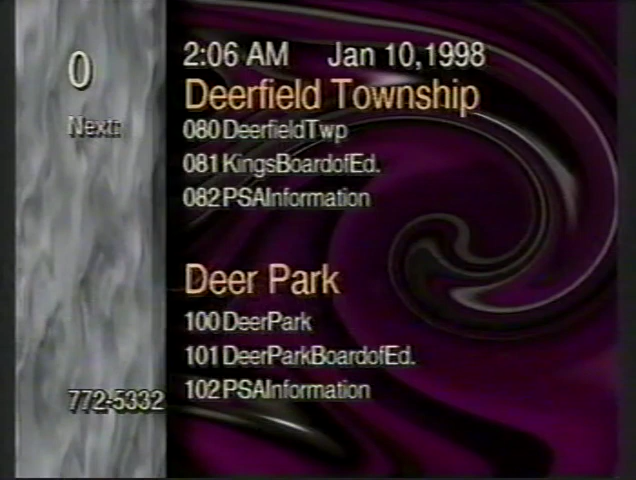 0
Next:
772-5332
2:06 AM Jan 10,1998
Deerfield Township
080 DeerfieldTwp
081 KingsBoardofEd.
082 PSAInformation
Deer Park
100 DeerPark
101 DeerParkBoardofEd.
102 PSAInformation